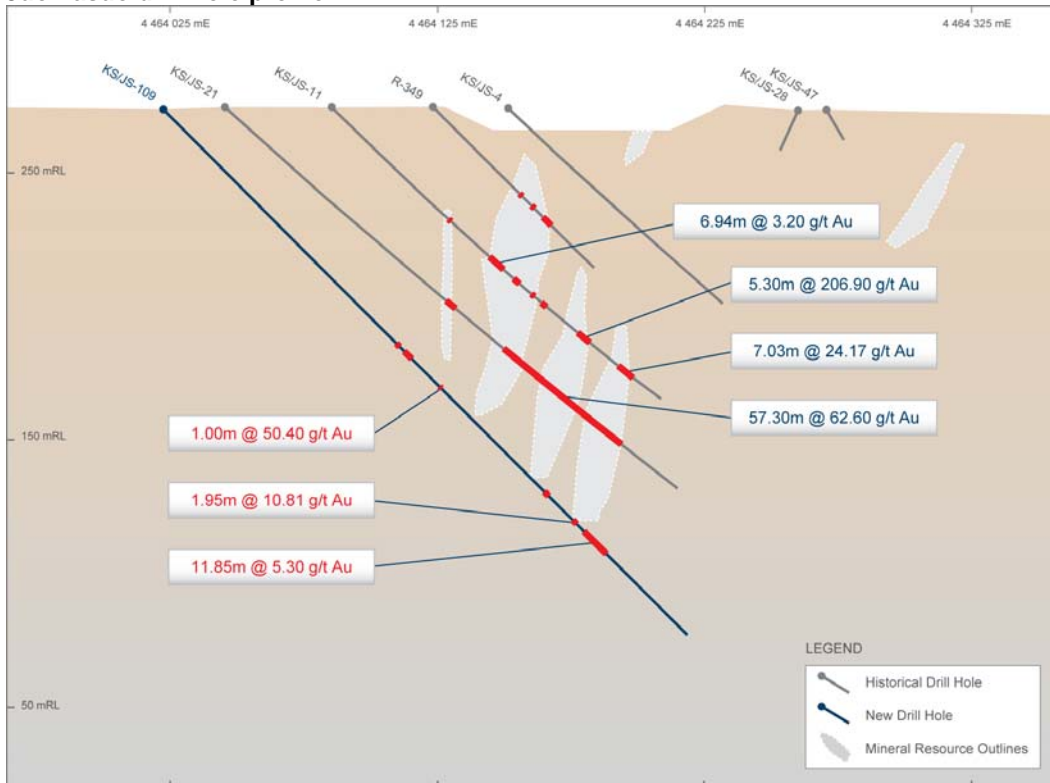 4 464 025 mE
4 464 125 mE
4 464 225 mE
4 464 325 mE
KS/JS-109
KS/JS-21
KS/JS-11
R-349
KS/JS-4
KS/JS-28
KS/JS-47
250 mRL
6.94m @ 3.20 g/t Au
5.30m @ 206.90 g/t Au
7.03m @ 24.17 g/t Au
57.30m @ 62.60 g/t Au
150 mRL
1.00m @ 50.40 g/t Au
1.95m @ 10.81 g/t Au
11.85m @ 5.30 g/t Au
50 mRL
LEGEND
Historical Drill Hole
New Drill Hole
Mineral Resource Outlines